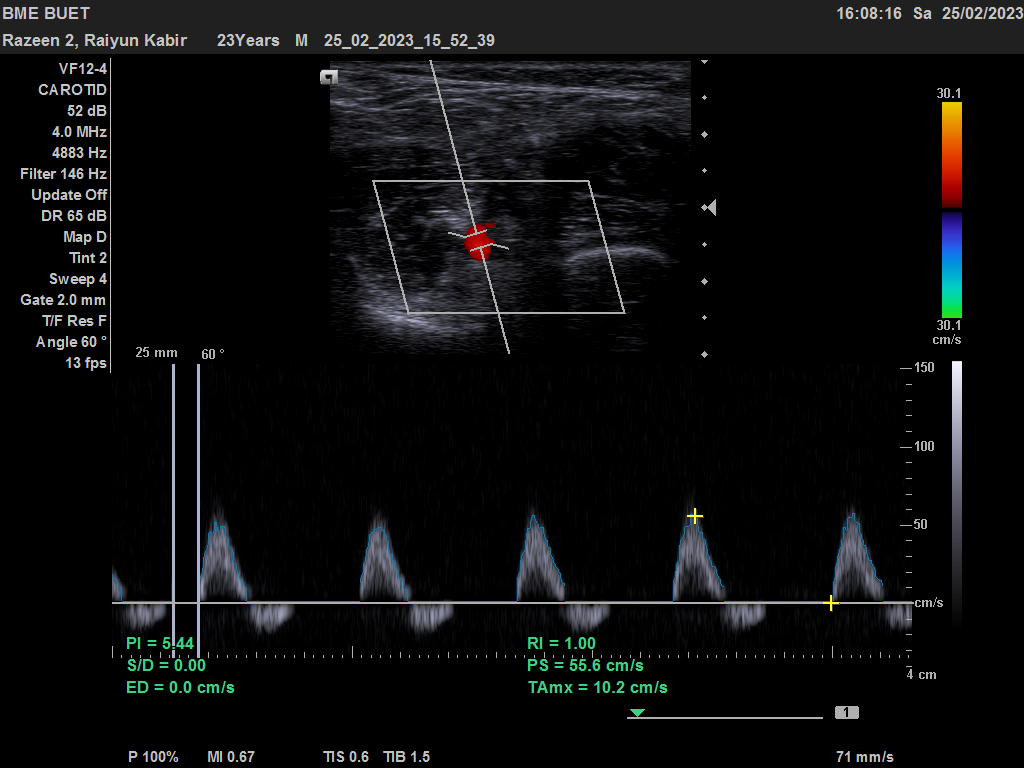 BME BUET 16:08:16 Sa 25/02/2023
Razeen 2, Raiyun Kabir 23Years M 25_02_2023_15_52_39
VF12-4
CAROTID
52 dB
4.0 MHz
4883 Hz
Filter 146 Hz
Update Off
DR 65 dB
Map D
Tint 2
Sweep 4
Gate 2.0 mm
T/F Res F
Angle 60 °
13 fps
30.1
30.1
cm/s
25 mm 60 °
150
100
50
cm/s
PI = 5.44 RI = 1.00
S/D = 0.00 PS = 55.6 cm/s
ED = 0.0 cm/s TAmx = 10.2 cm/s
4 cm
1
P 100% MI 0.67 TIS 0.6 TIB 1.5 71 mm/s